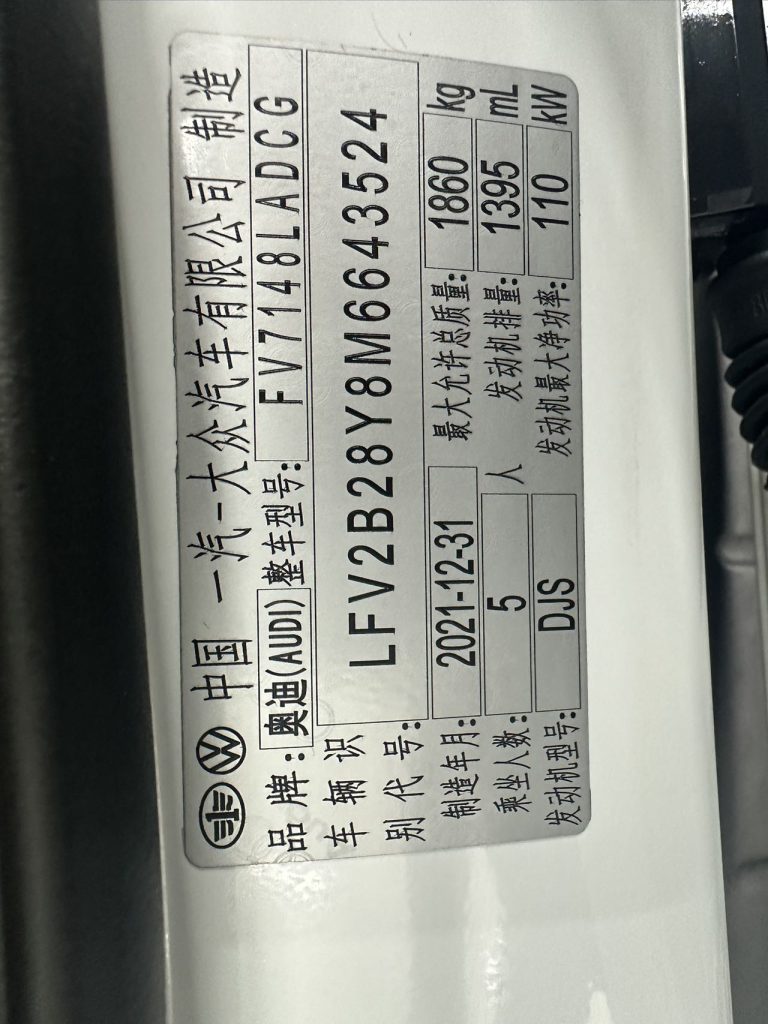 中国 一汽-大众汽车有限公司 制造
品牌: 奥迪(AUDI) 整车型号: FV7148LADCG
车辆识别代号: LFV2B28Y8M6643524
制造年月: 2021-12-31 最大允许总质量: 1860 kg
乘坐人数: 5 人 发动机排量: 1395 mL
发动机型号: DJS 发动机最大净功率: 110 kW